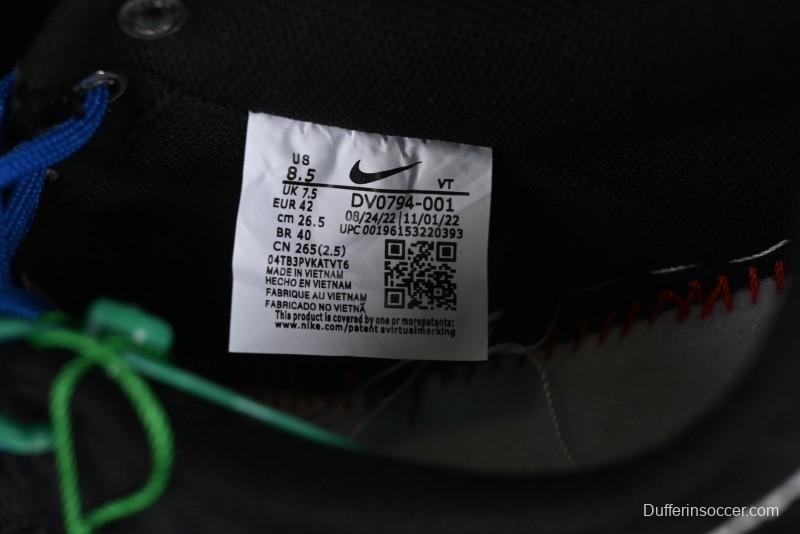 US
8.5
VT
UK 7.5
DV0794-001
EUR 42
08/24/22 | 11/01/22
cm 26.5
UPC 00196153220393
BR 40
CN 265(2.5)
04TB3PVKATVT6
MADE IN VIETNAM
HECHO EN VIETNAM
FABRIQUE AU VIETNAM
FABRICADO NO VIETNÃ
This product is covered by one or morepatents:
www.nike.com/patent svirtualmarking
Dufferinsoccer.com